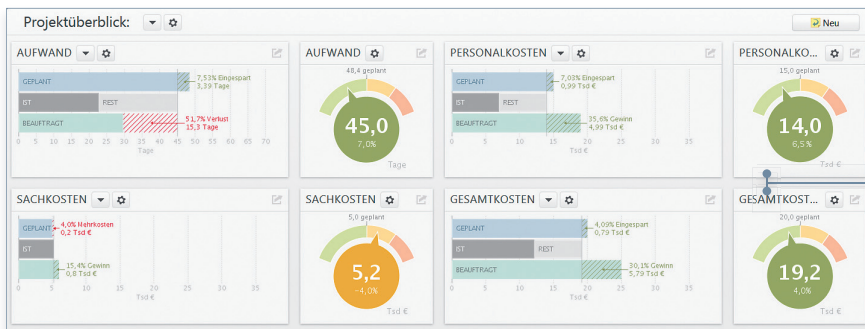 Projektüberblick:
Neu
AUFWAND
7,53% Eingespart
3,39 Tage
GEPLANT
IST
REST
BEAUFTRAGT
51,7% Verlust
15,3 Tage
0 5 10 15 20 25 30 35 40 45 50 55 60 65 70
Tage
AUFWAND
48,4 geplant
45,0
7,0%
Tage
PERSONALKOSTEN
7,03% Eingespart
0,99 Tsd €
GEPLANT
IST
REST
BEAUFTRAGT
35,6% Gewinn
4,99 Tsd €
0 5 10 15 20 25 30 35
Tsd €
PERSONALKO...
15,0 geplant
14,0
6,5%
Tsd €
SACHKOSTEN
4,0% Mehrkosten
0,2 Tsd €
GEPLANT
IST
15,4% Gewinn
0,8 Tsd €
0 5 10 15 20 25 30 35
Tsd €
SACHKOSTEN
5,0 geplant
5,2
-4,0%
Tsd €
GESAMTKOSTEN
4,09% Eingespart
0,79 Tsd €
GEPLANT
IST
REST
BEAUFTRAGT
30,1% Gewinn
5,79 Tsd €
0 5 10 15 20 25 30 35
Tsd €
GESAMTKOST...
20,0 geplant
19,2
4,0%
Tsd €